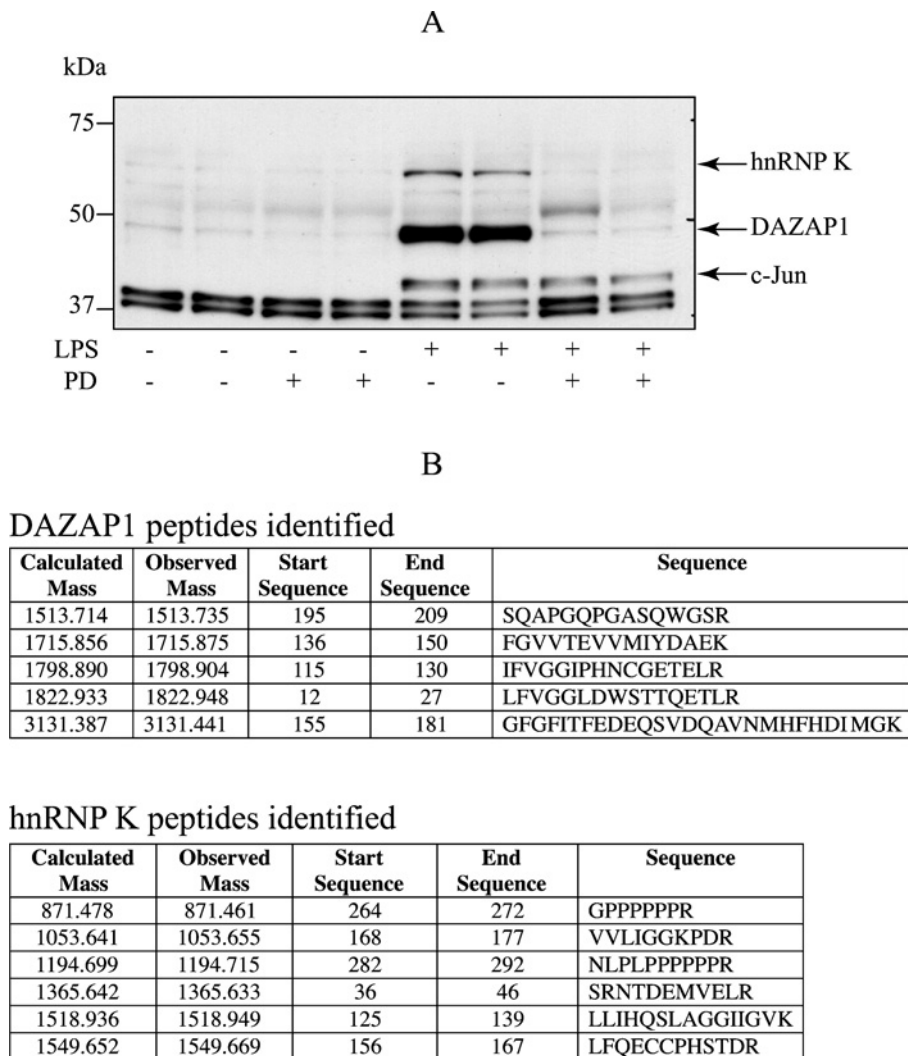 A
kDa
75
50
37
hnRNP K
DAZAP1
c-Jun
LPS - - - - + + + +
PD - - + + - - + +
B
DAZAP1 peptides identified
Calculated Mass Observed Mass Start Sequence End Sequence Sequence
1513.714 1513.735 195 209 SQAPGQPGASQWGSR
1715.856 1715.875 136 150 FGVVTEVVMIYDAEK
1798.890 1798.904 115 130 IFVGGIPHNCGETELR
1822.933 1822.948 12 27 LFVGGLDWSTTQETLR
3131.387 3131.441 155 181 GFGFITFEDEQSVDQAVNMHFHDIMGK
hnRNP K peptides identified
Calculated Mass Observed Mass Start Sequence End Sequence Sequence
871.478 871.461 264 272 GPPPPPPR
1053.641 1053.655 168 177 VVLIGGKPDR
1194.699 1194.715 282 292 NLPLPPPPPPR
1365.642 1365.633 36 46 SRNTDEMVELR
1518.936 1518.949 125 139 LLIHQSLAGGIIGVK
1549.652 1549.669 156 167 LFQECCPHSTDR